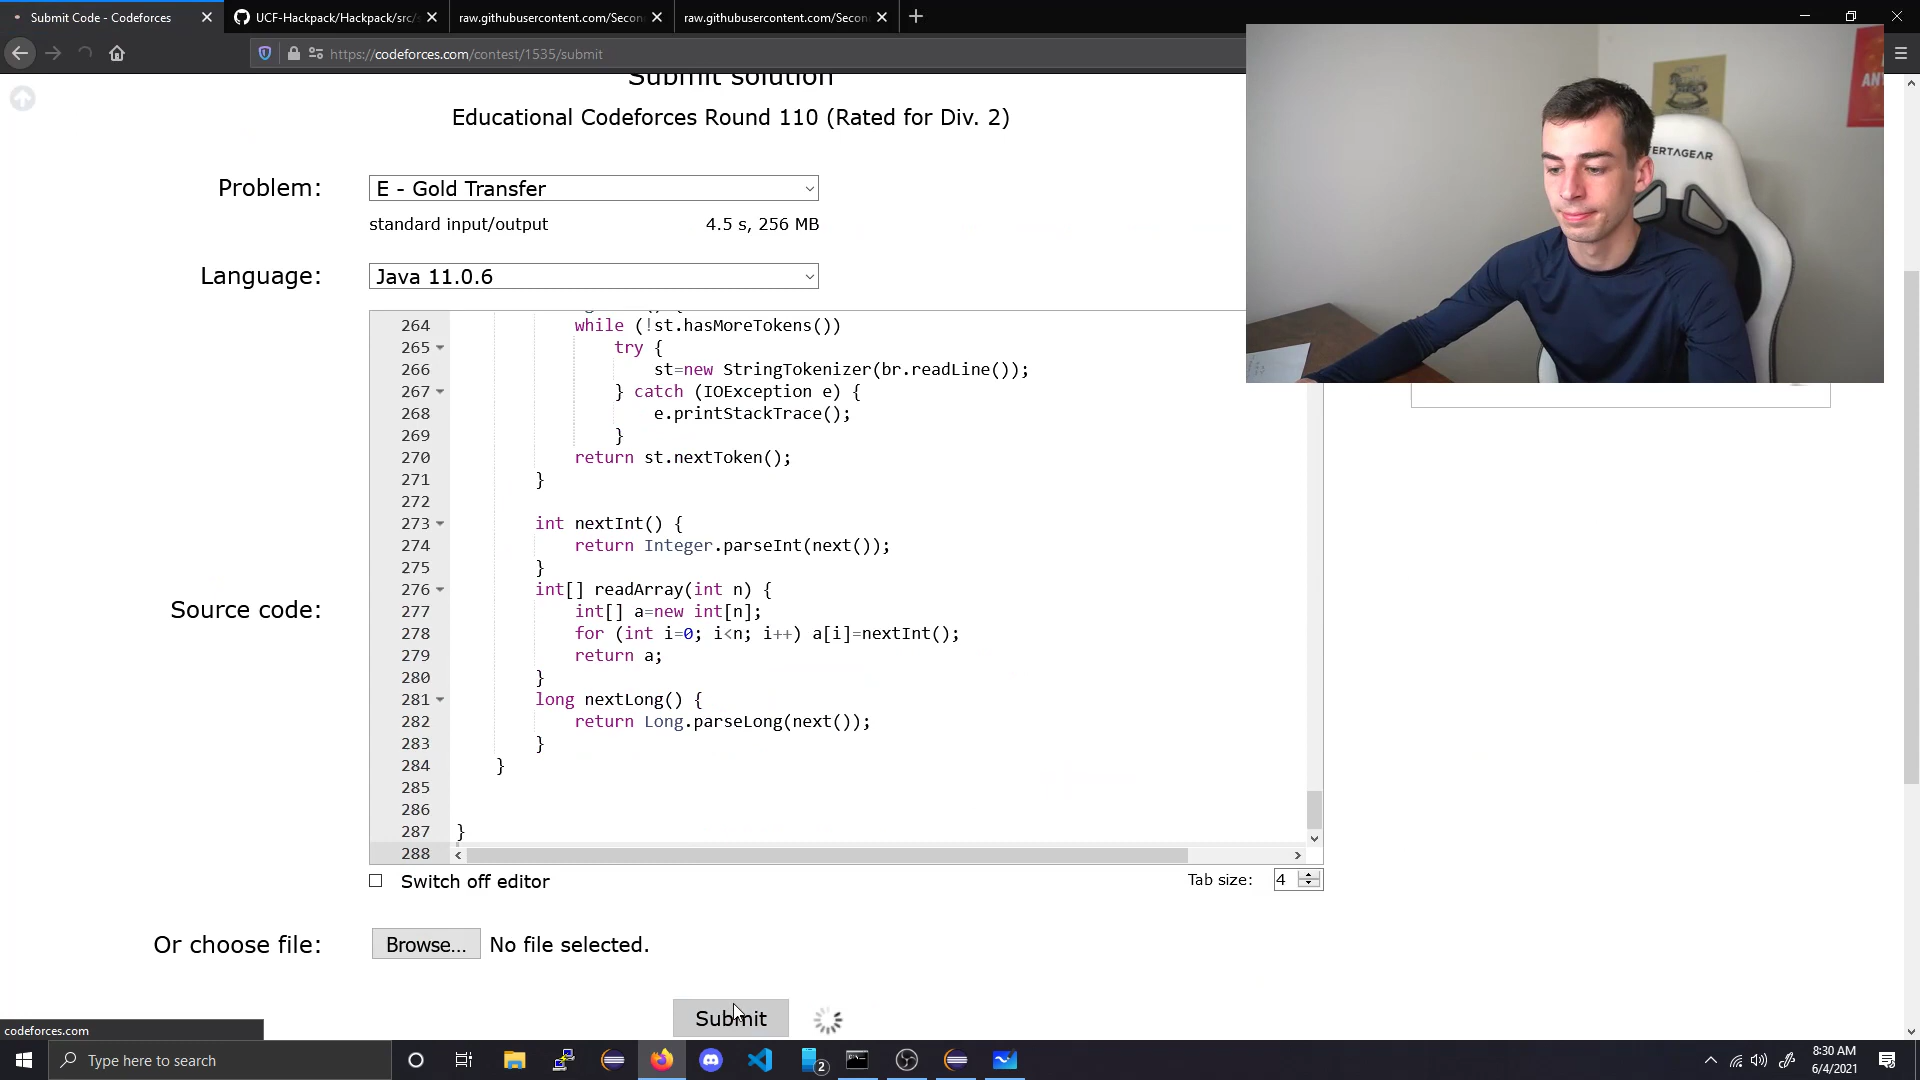 Submit Code - Codeforces
UCF-Hackpack/Hackpack/src/s
raw.githubusercontent.com/Secon
raw.githubusercontent.com/Secon
https://codeforces.com/contest/1535/submit
Submit solution
Educational Codeforces Round 110 (Rated for Div. 2)
Problem:
E - Gold Transfer
standard input/output
4.5 s, 256 MB
Language:
Java 11.0.6
264 while (!st.hasMoreTokens())
265 try {
266 st=new StringTokenizer(br.readLine());
267 } catch (IOException e) {
268 e.printStackTrace();
269 }
270 return st.nextToken();
271 }
272
273 int nextInt() {
274 return Integer.parseInt(next());
275 }
276 int[] readArray(int n) {
277 int[] a=new int[n];
278 for (int i=0; i<n; i++) a[i]=nextInt();
279 return a;
280 }
281 long nextLong() {
282 return Long.parseLong(next());
283 }
284 }
285
286
287 }
288
Source code:
Switch off editor
Tab size:
4
Or choose file:
Browse...
No file selected.
Submit
codeforces.com
Type here to search
2
8:30 AM
6/4/2021